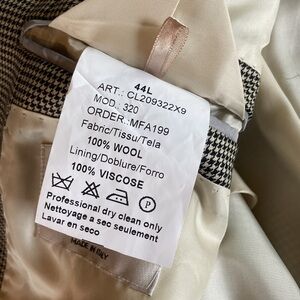 44L
ART.: CL209322X9
MOD.: 320
ORDER.:MFA199
Fabric/Tissu/Tela
100% WOOL
Lining/Doblure/Forro
100% VISCOSE
P
Professional dry clean only
Nettoyage a sec seulement
Lavar en seco
MADE IN ITALY